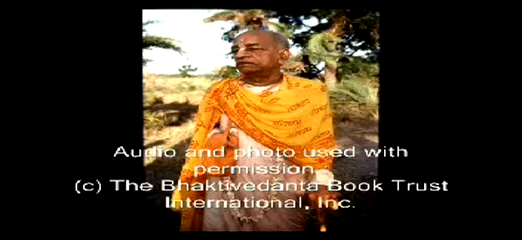 Audio and photo used with
permission.
(c) The Bhaktivedanta Book Trust
International, Inc.